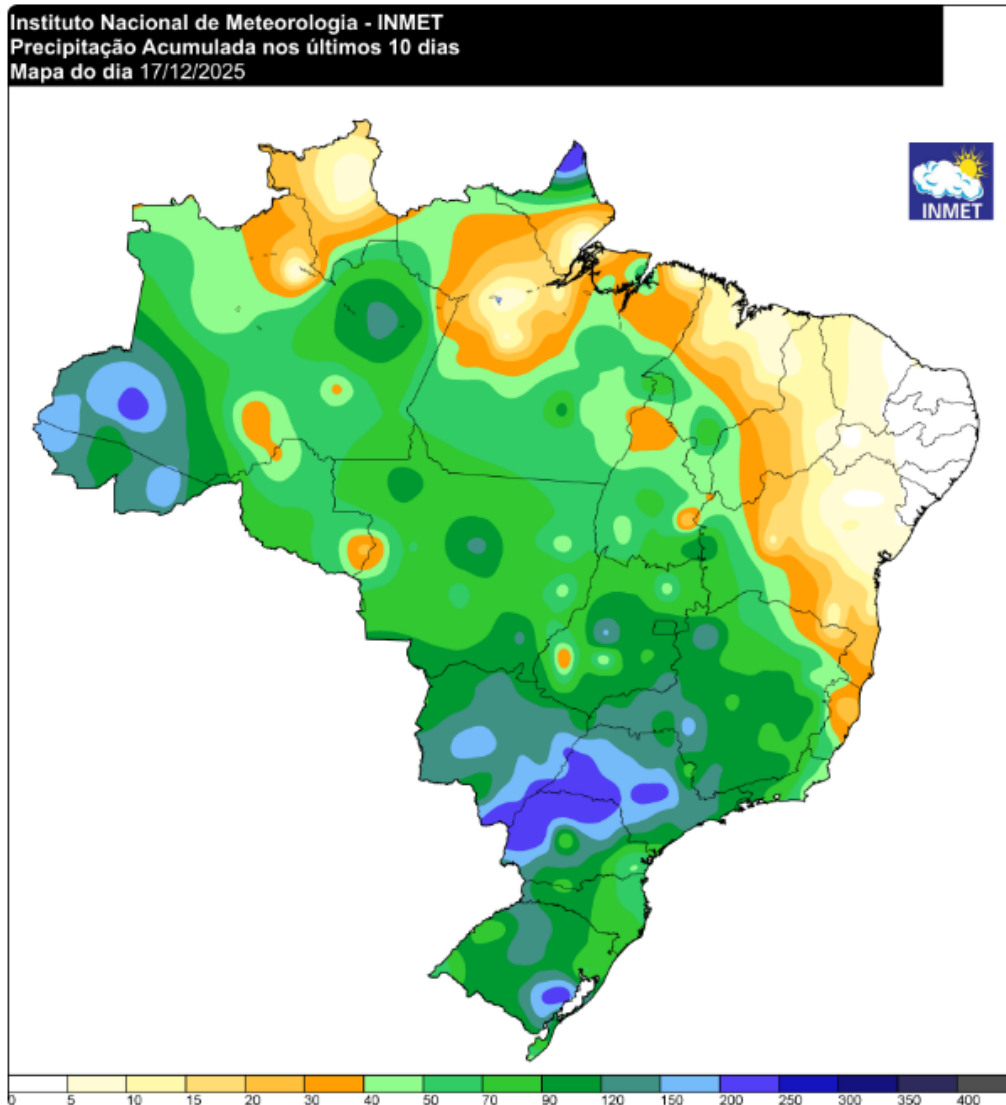 Instituto Nacional de Meteorologia - INMET
Precipitação Acumulada nos últimos 10 dias
Mapa do dia 17/12/2025
INMET
0 5 10 15 20 30 40 50 70 90 120 150 200 250 300 350 400